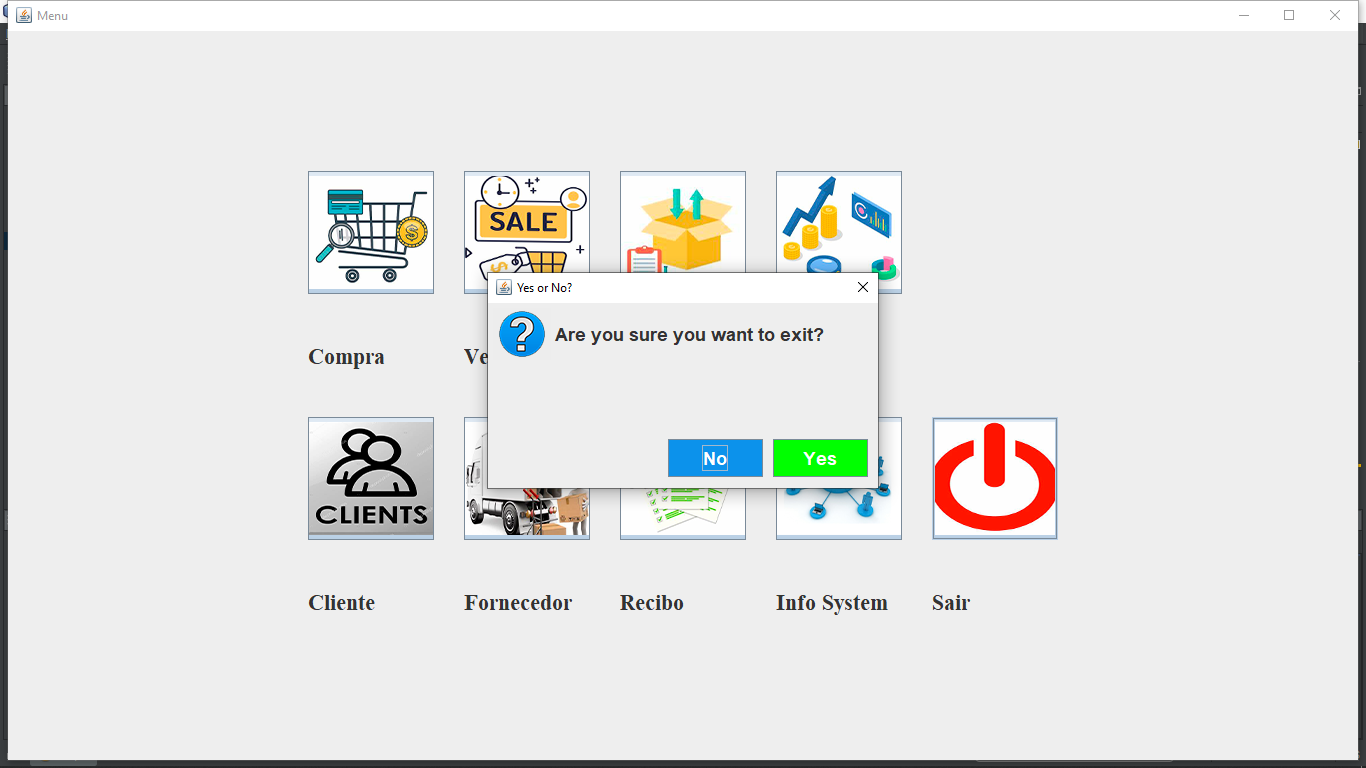 Menu
SALE
Yes or No?
Are you sure you want to exit?
Compra
Ve
No
Yes
CLIENTS
Cliente
Fornecedor
Recibo
Info System
Sair